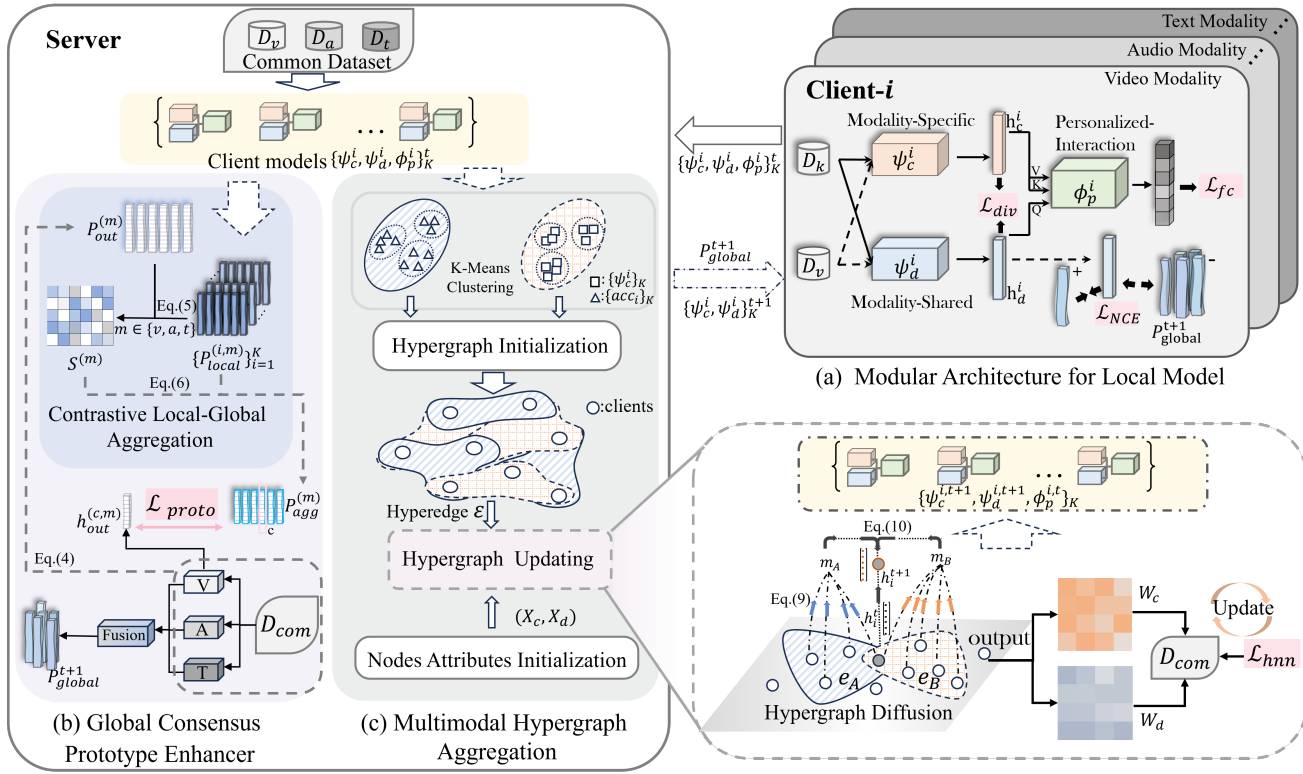 Server
D_v D_a D_t
Common Dataset
Client models {ψ_c^i, ψ_d^i, ϕ_p^i}_K^t
P_out^(m)
Eq.(5)
m ∈ {v, a, t}
S^(m)
{P_local^(i,m)}_{i=1}^K
Eq.(6)
Contrastive Local-Global
Aggregation
h_out^(c,m)
ℒ_proto
P_agg^(m)
c
Eq.(4)
V
A
T
Fusion
D_com
P_global^{t+1}
(b) Global Consensus
Prototype Enhancer
K-Means
Clustering
□:{ψ_c^i}_K
△:{acc_i}_K
Hypergraph Initialization
○:clients
Hyperedge ℰ
Hypergraph Updating
(X_c, X_d)
Nodes Attributes Initialization
(c) Multimodal Hypergraph
Aggregation
{ψ_c^i, ψ_d^i, ϕ_p^i}_K^t
P_global^{t+1}
{ψ_c^i, ψ_d^i}_K^{t+1}
Text Modality
Audio Modality
Video Modality
Client-i
Modality-Specific
h_c^i
Personalized-
Interaction
D_k
ψ_c^i
V
K
Q
ϕ_p^i
ℒ_fc
ℒ_div
D_v
ψ_d^i
h_d^i
Modality-Shared
+
-
ℒ_NCE
P_global^{t+1}
(a) Modular Architecture for Local Model
{ψ_c^{i,t+1}, ψ_d^{i,t+1}, ϕ_p^{i,t}}_K
Eq.(10)
m_A
m_B
h_i^{t+1}
Eq.(9)
h_i^t
e_A
e_B
Hypergraph Diffusion
output
W_c
W_d
D_com
Update
ℒ_hnn